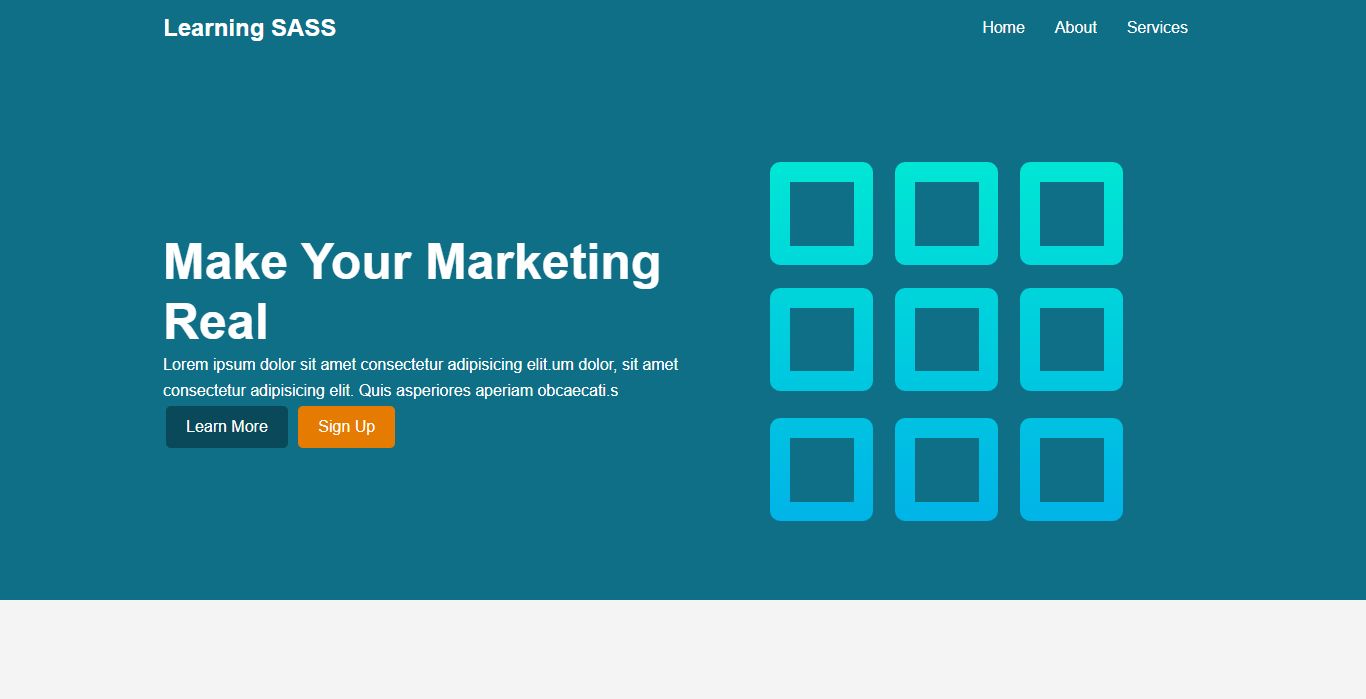 Learning SASS
Home About Services
Make Your Marketing
Real
Lorem ipsum dolor sit amet consectetur adipisicing elit.um dolor, sit amet
consectetur adipisicing elit. Quis asperiores aperiam obcaecati.s
Learn More Sign Up